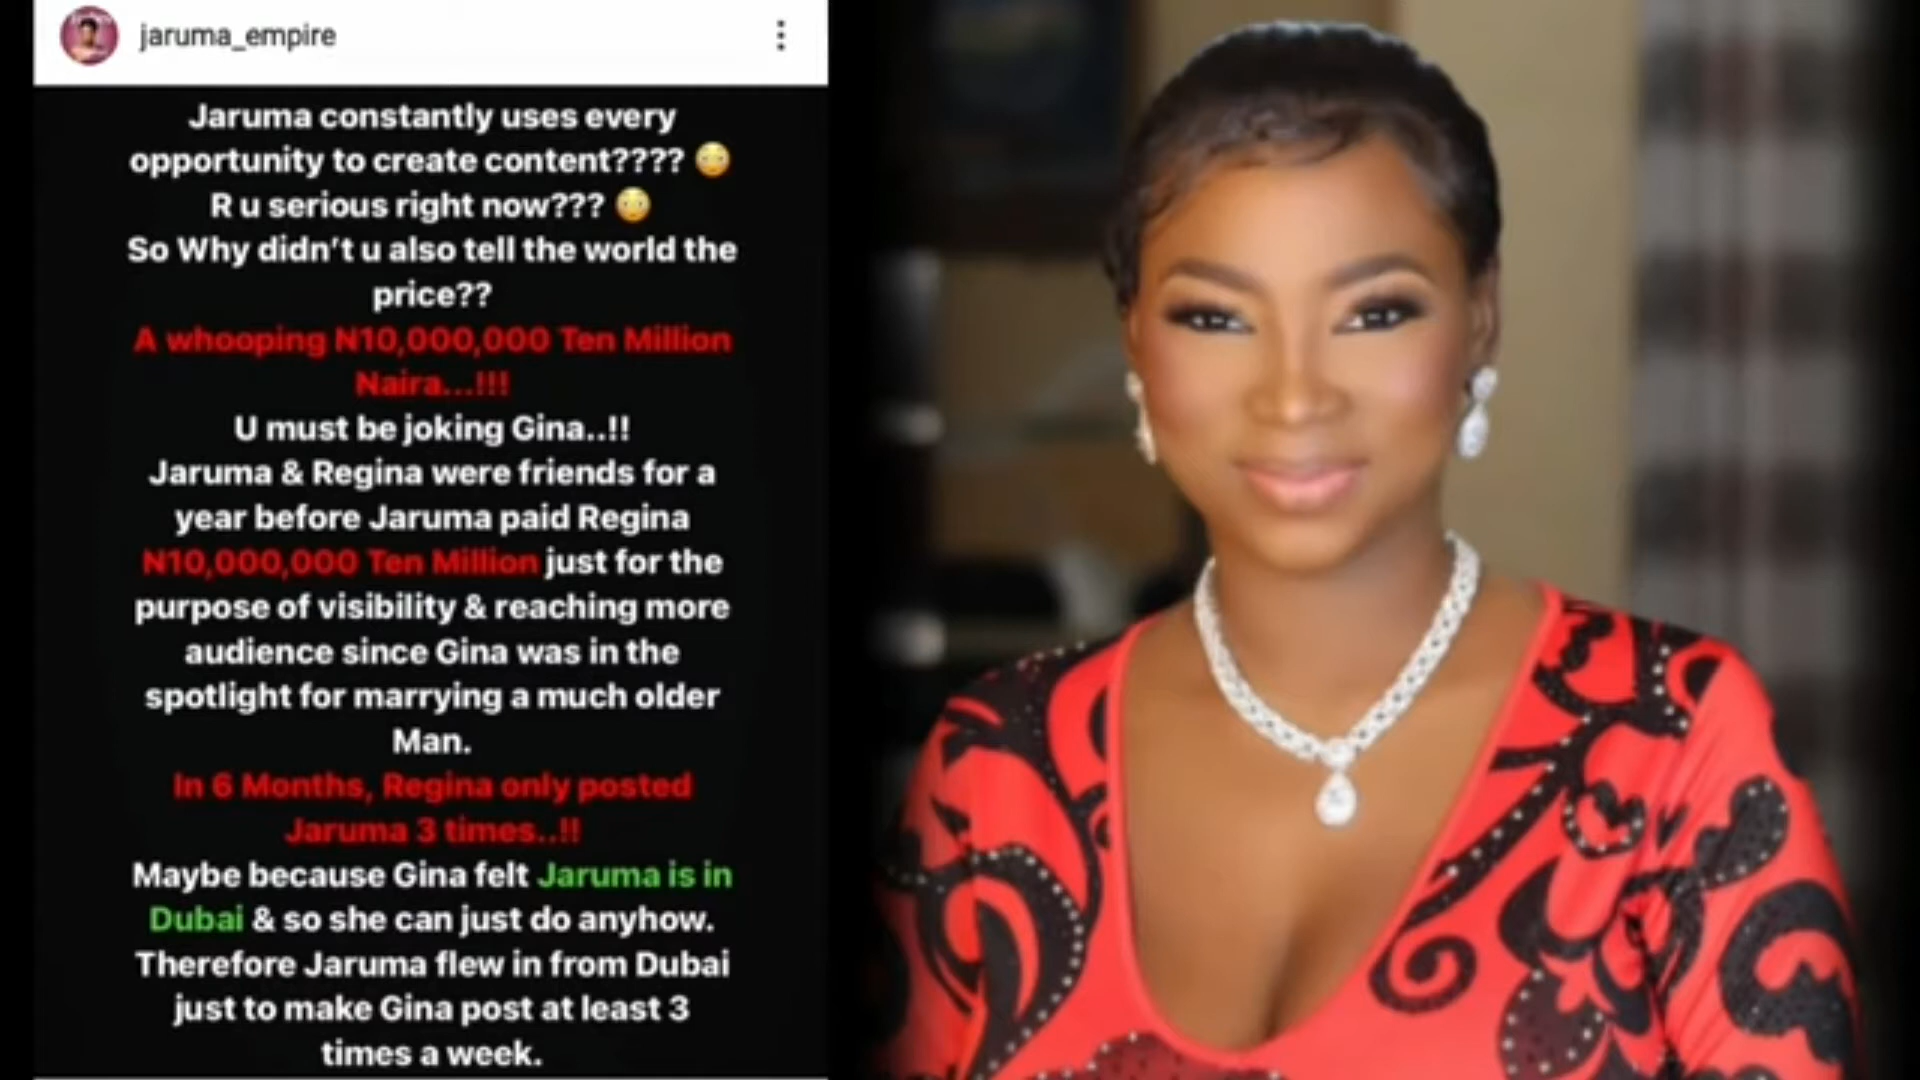 jaruma_empire
Jaruma constantly uses every
opportunity to create content???? 😳
R u serious right now??? 😳
So Why didn't u also tell the world the
price??
A whooping N10,000,000 Ten Million
Naira...!!!
U must be joking Gina..!!
Jaruma & Regina were friends for a
year before Jaruma paid Regina
N10,000,000 Ten Million just for the
purpose of visibility & reaching more
audience since Gina was in the
spotlight for marrying a much older
Man.
In 6 Months, Regina only posted
Jaruma 3 times..!!
Maybe because Gina felt Jaruma is in
Dubai & so she can just do anyhow.
Therefore Jaruma flew in from Dubai
just to make Gina post at least 3
times a week.